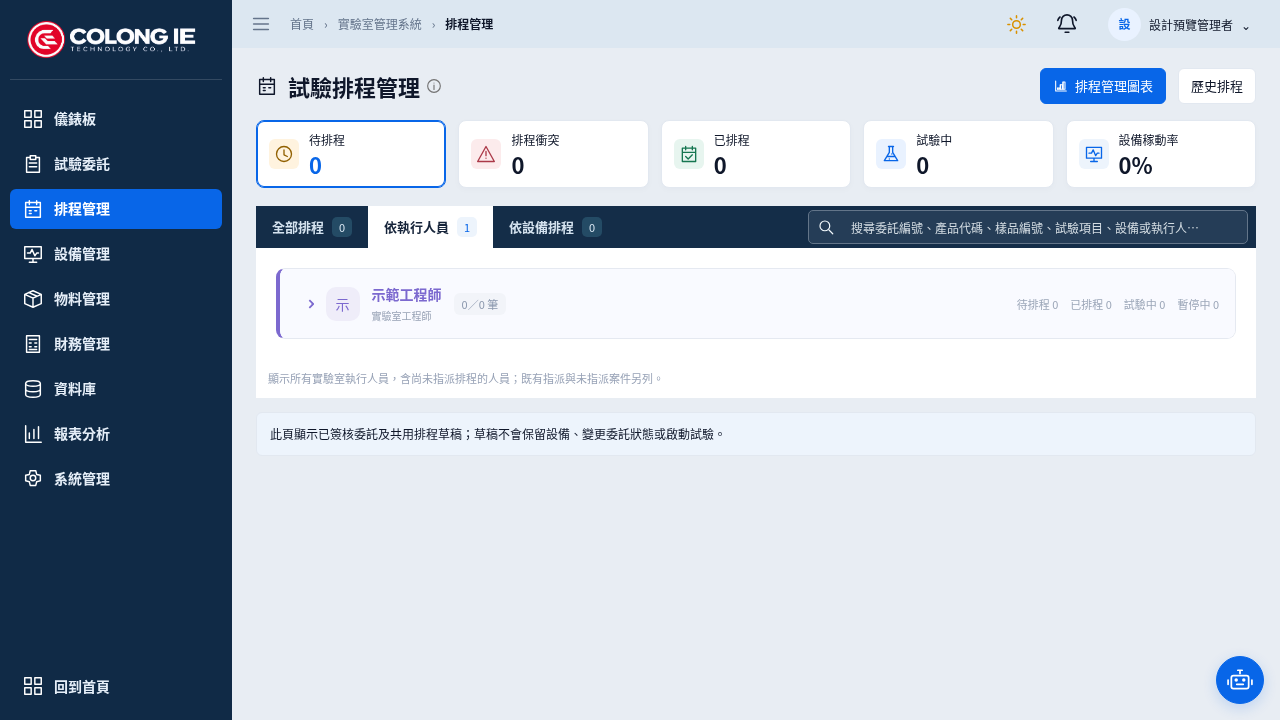 COLONG IE
TECHNOLOGY CO., LTD.
首頁 › 實驗室管理系統 › 排程管理
設 設計預覽管理者
儀錶板
試驗委託
排程管理
設備管理
物料管理
財務管理
資料庫
報表分析
系統管理
回到首頁
試驗排程管理
排程管理圖表
歷史排程
待排程
0
排程衝突
0
已排程
0
試驗中
0
設備稼動率
0%
全部排程 0
依執行人員 1
依設備排程 0
搜尋委託編號、產品代碼、樣品編號、試驗項目、設備或執行人…
示
示範工程師
實驗室工程師
0／0 筆
待排程 0 已排程 0 試驗中 0 暫停中 0
顯示所有實驗室執行人員，含尚未指派排程的人員；既有指派與未指派案件另列。
此頁顯示已簽核委託及共用排程草稿；草稿不會保留設備、變更委託狀態或啟動試驗。